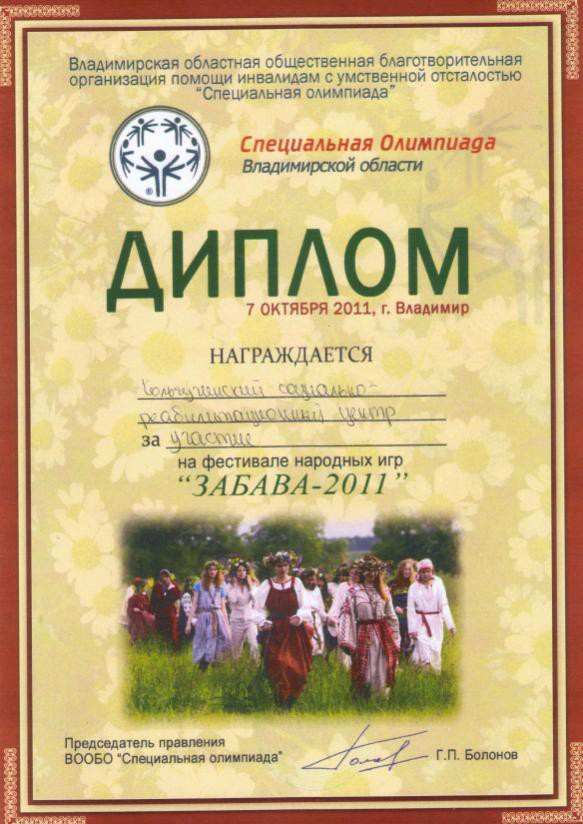 Владимирская областная общественная благотворительная
организация помощи инвалидам с умственной отсталостью
"Специальная олимпиада"
Специальная Олимпиада
Владимирской области
®
ДИПЛОМ
7 ОКТЯБРЯ 2011, г. Владимир
НАГРАЖДАЕТСЯ
Кольчугинский социально-
реабилитационный центр
за участие
на фестивале народных игр
"ЗАБАВА-2011"
Председатель правления
ВООБО "Специальная олимпиада"
Г.П. Болонов